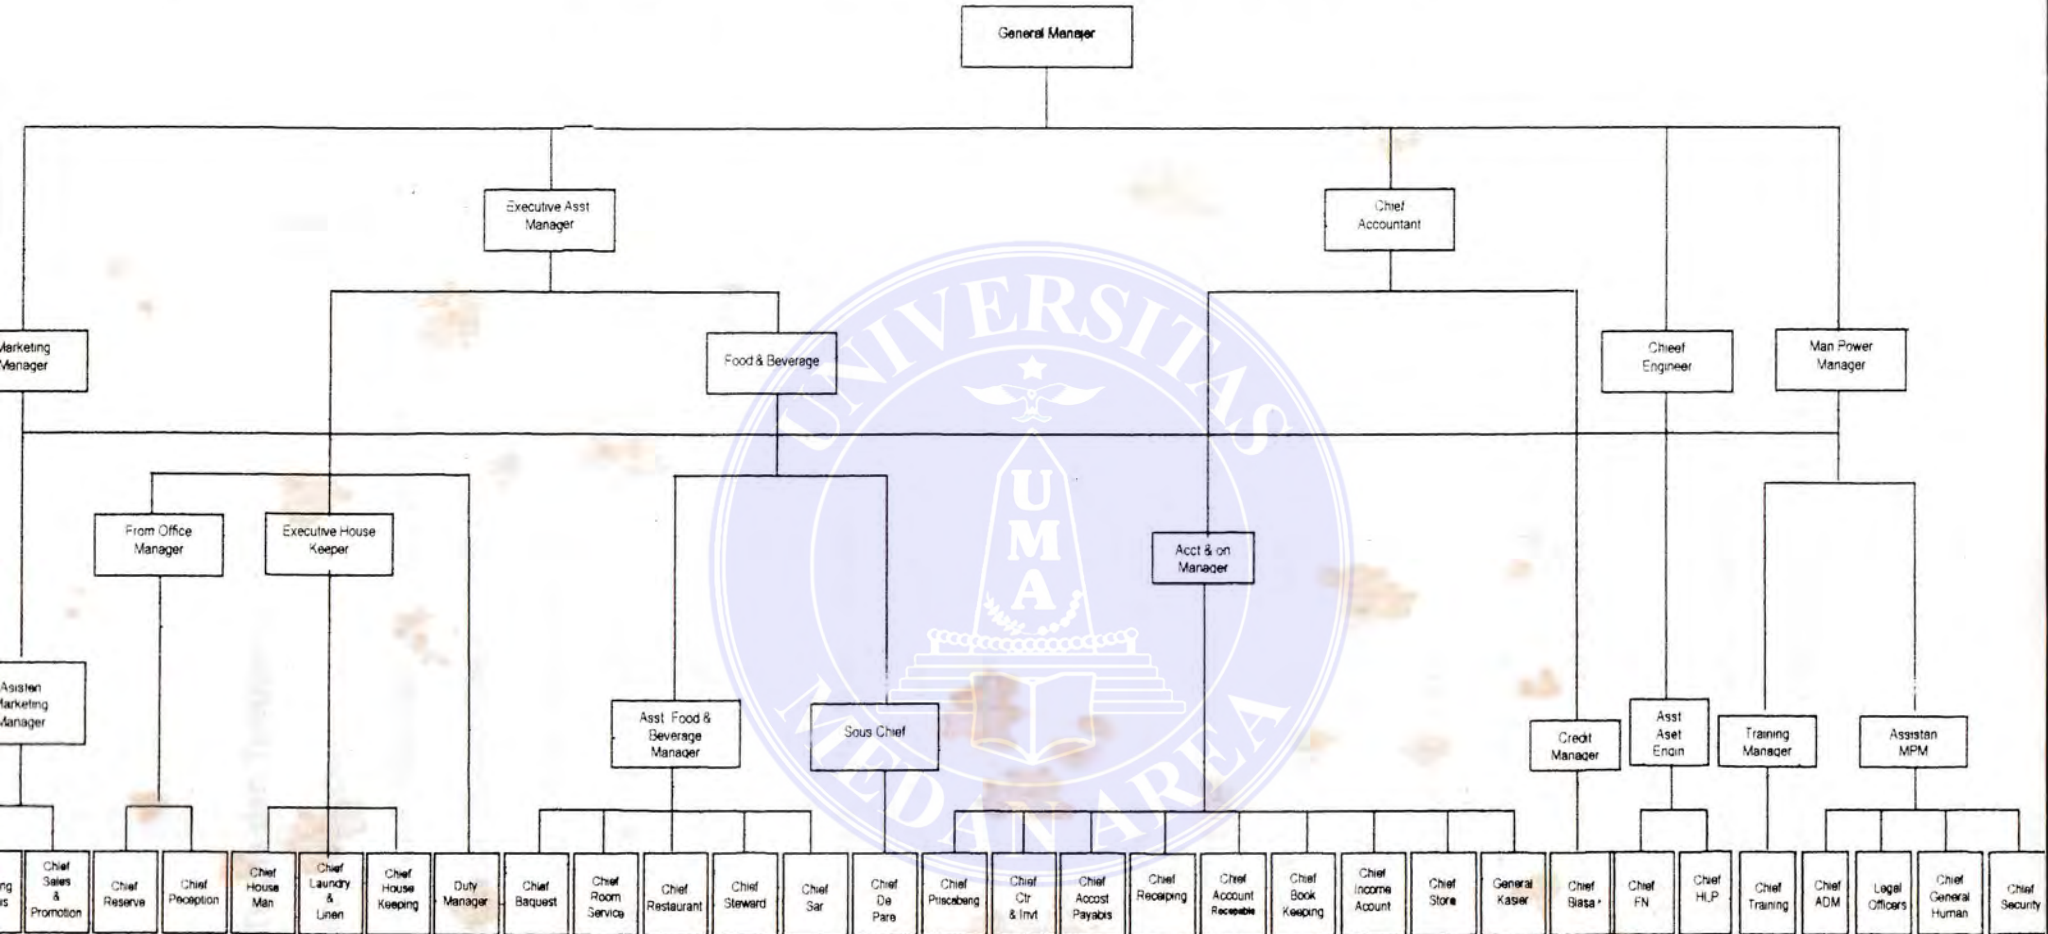 General Manajer
Executive Asst
Manager
Chief
Accountant
Marketing
Manager
Food & Beverage
Chieef
Engineer
Man Power
Manager
From Office
Manager
Executive House
Keeper
Acct & on
Manager
Asisten
Marketing
Manager
Asst Food &
Beverage
Manager
Sous Chief
Credit
Manager
Asst
Aset
Engin
Training
Manager
Assistan
MPM
Chief
Sales
&
Promotion
Chief
Reserve
Chief
Peception
Chief
House
Man
Chief
Laundry
&
Linen
Chief
House
Keeping
Duty
Manager
Chief
Baquest
Chief
Room
Service
Chief
Restaurant
Chief
Steward
Chief
Sar
Chief
De
Pare
Chief
Chief
Ctr
& Invt
Chief
Accost
Payabis
Chief
Receiping
Chief
Account
Receipable
Chief
Book
Keeping
Chief
Income
Acount
Chief
Store
General
Kasier
Chief
Biasa
Chief
FN
Chief
HLP
Chief
Training
Chief
ADM
Legal
Officers
Chief
General
Human
Chief
Security
UNIVERSITAS
UMA
MEDAN AREA